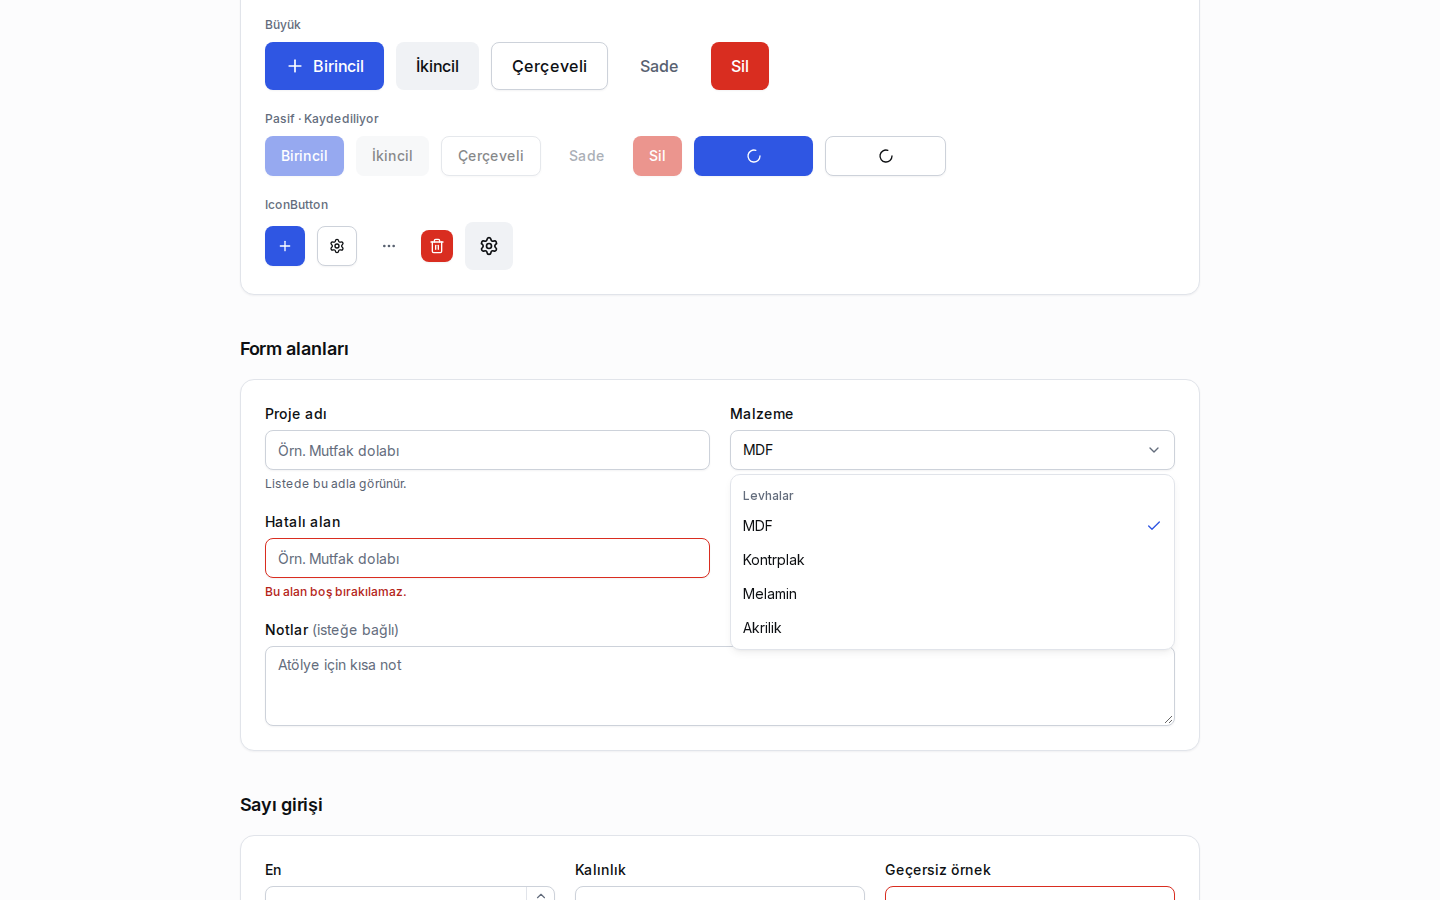 Büyük
Birincil İkincil Çerçeveli Sade Sil
Pasif · Kaydediliyor
Birincil İkincil Çerçeveli Sade Sil
IconButton
Form alanları
Proje adı
Örn. Mutfak dolabı
Listede bu adla görünür.
Malzeme
MDF
Levhalar
MDF
Kontrplak
Melamin
Akrilik
Hatalı alan
Örn. Mutfak dolabı
Bu alan boş bırakılamaz.
Notlar (isteğe bağlı)
Atölye için kısa not
Sayı girişi
En
Kalınlık
Geçersiz örnek